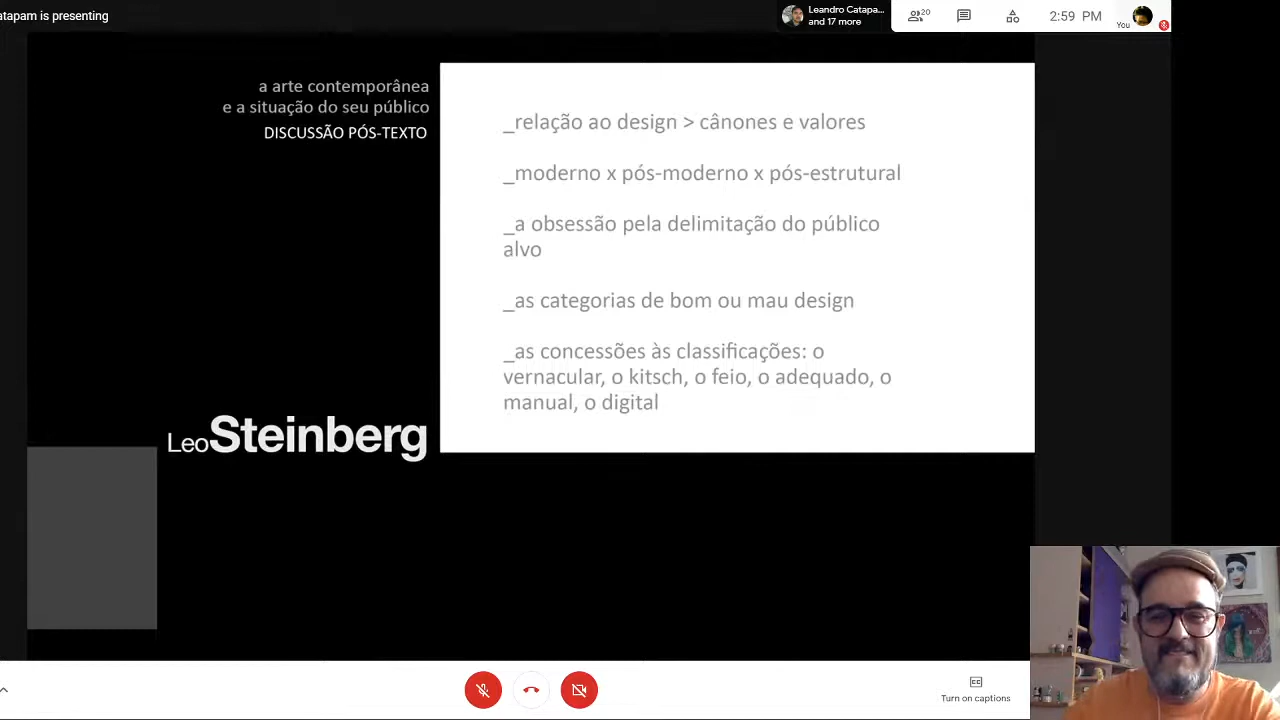 atapam is presenting
Leandro Catapa...
and 17 more
20
2:59 PM
You
a arte contemporânea
e a situação do seu público
DISCUSSÃO PÓS-TEXTO
_relação ao design > cânones e valores
_moderno x pós-moderno x pós-estrutural
_a obsessão pela delimitação do público
alvo
_as categorias de bom ou mau design
_as concessões às classificações: o
vernacular, o kitsch, o feio, o adequado, o
manual, o digital
LeoSteinberg
CC
Turn on captions